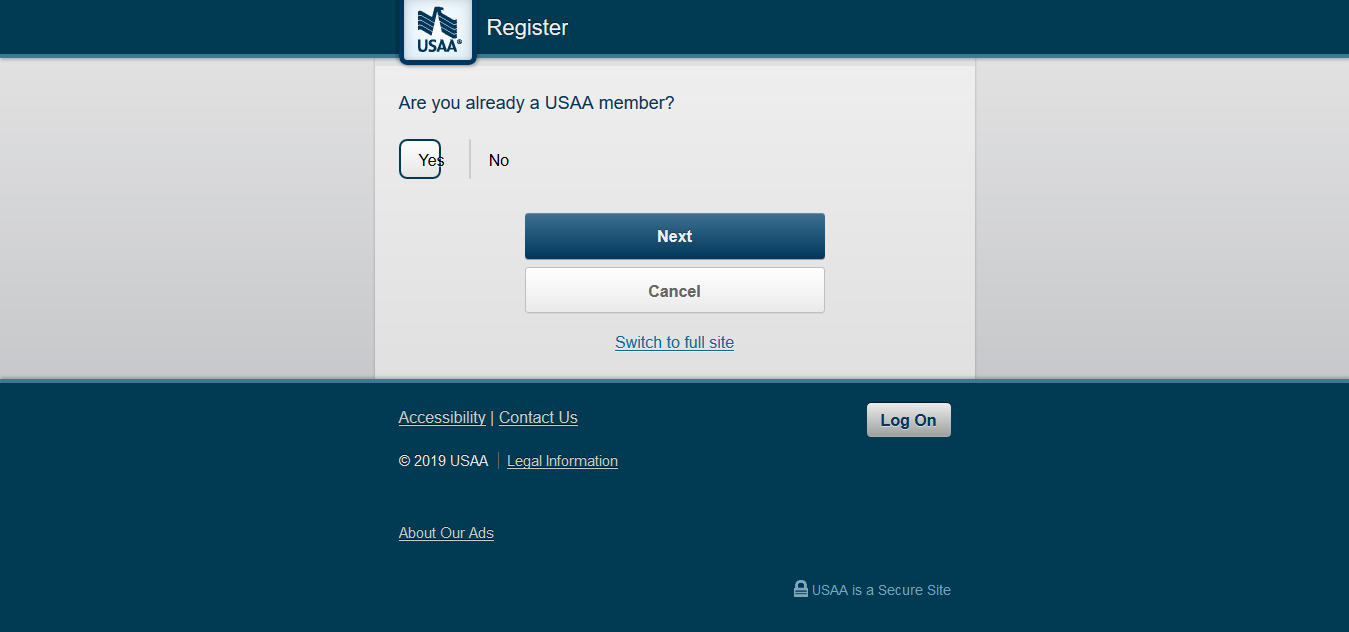 USAA®
Register
Are you already a USAA member?
Yes
No
Next
Cancel
Switch to full site
Accessibility | Contact Us
Log On
© 2019 USAA | Legal Information
About Our Ads
USAA is a Secure Site